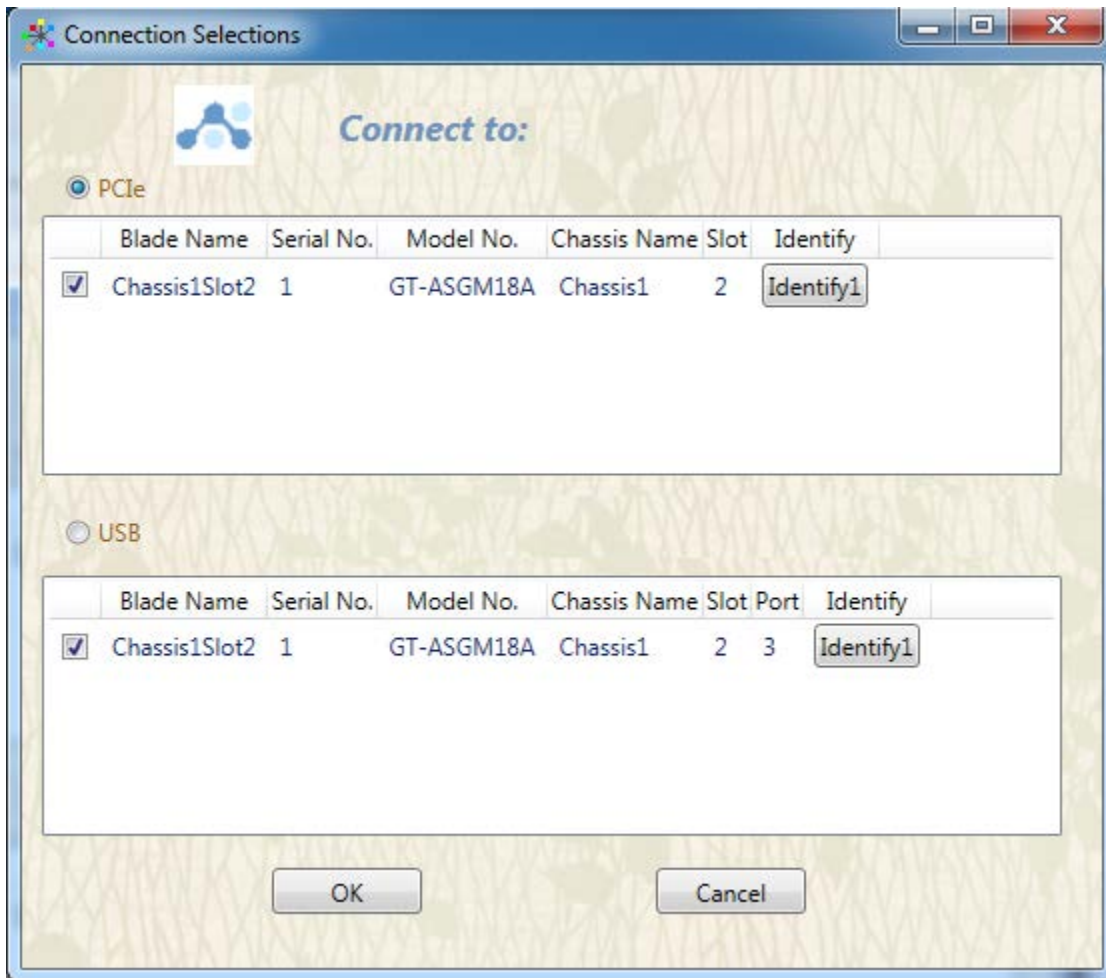 Connection Selections
Connect to:
PCIe
Blade Name Serial No. Model No. Chassis Name Slot Identify
Chassis1Slot2 1 GT-ASGM18A Chassis1 2 Identify1
USB
Blade Name Serial No. Model No. Chassis Name Slot Port Identify
Chassis1Slot2 1 GT-ASGM18A Chassis1 2 3 Identify1
OK Cancel